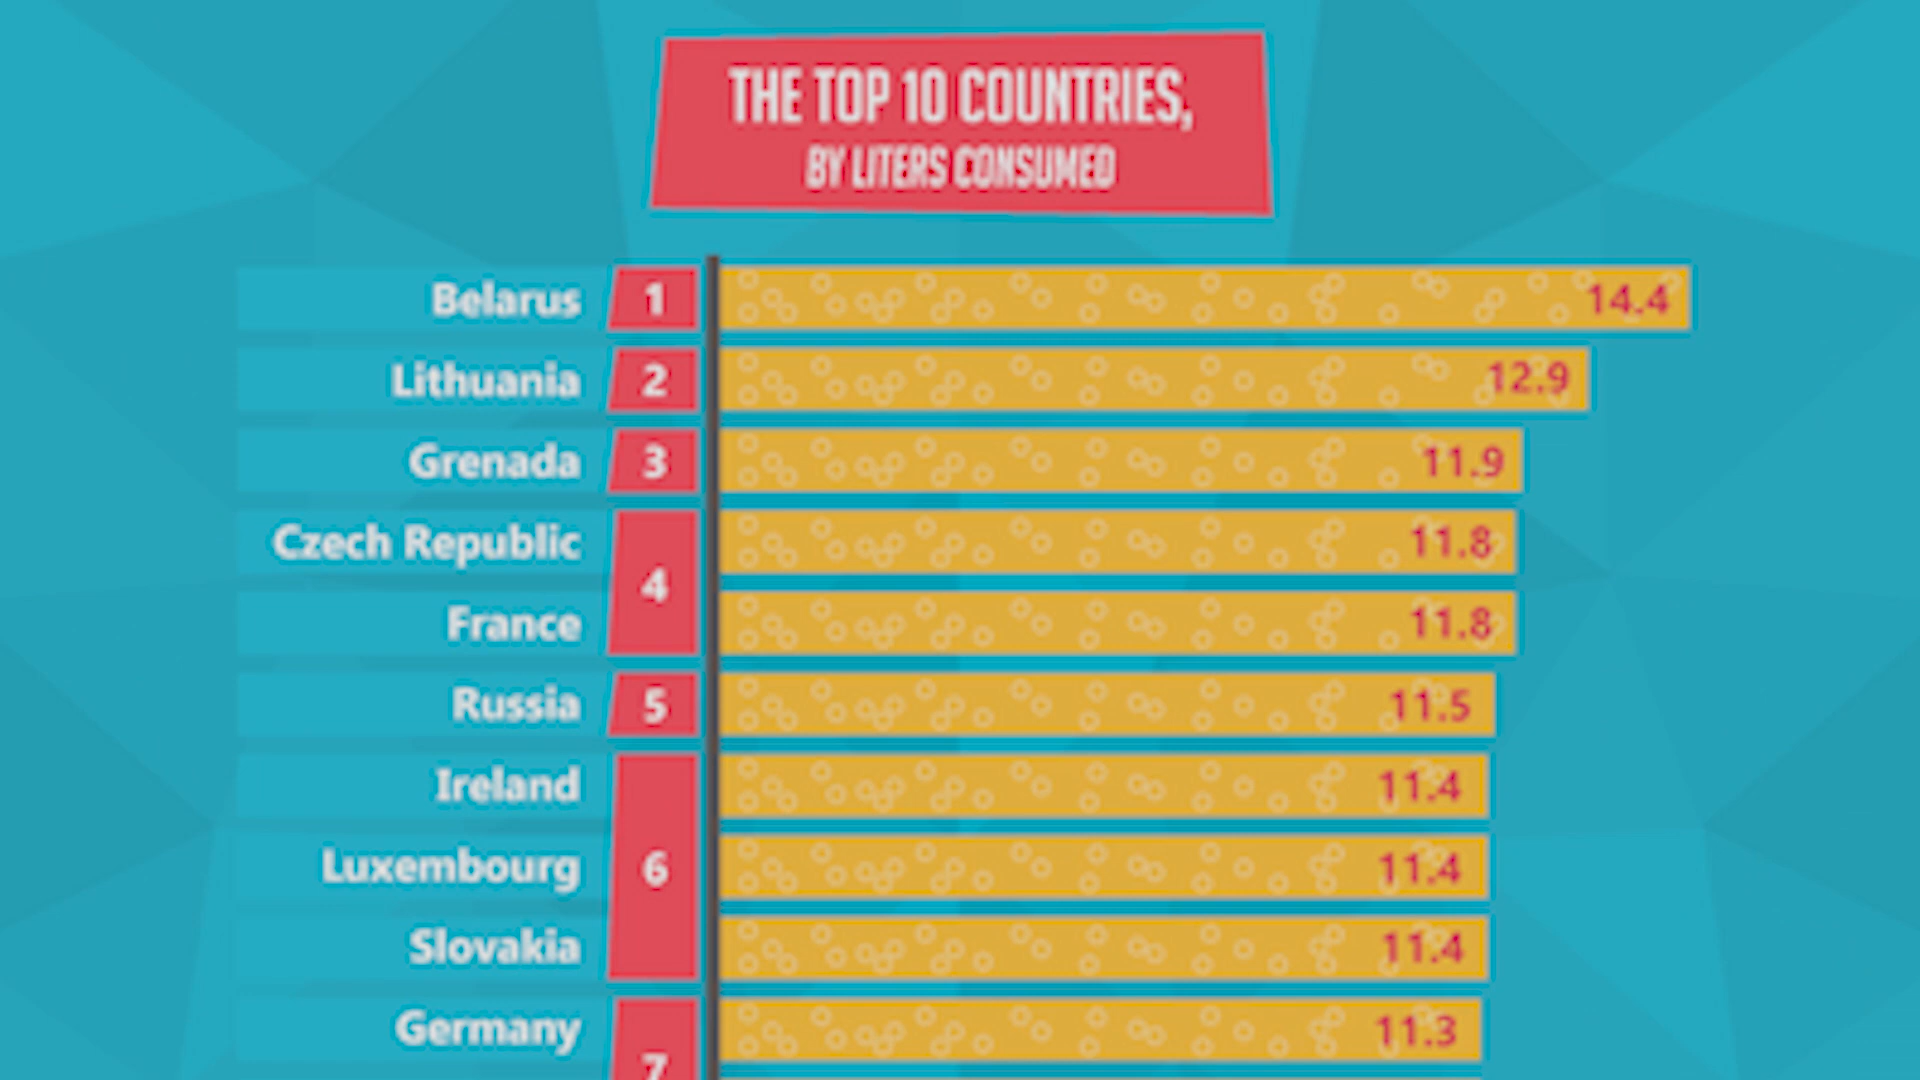 THE TOP 10 COUNTRIES,
BY LITERS CONSUMED
Belarus 1 14.4
Lithuania 2 12.9
Grenada 3 11.9
Czech Republic 11.8
4
France 11.8
Russia 5 11.5
Ireland 11.4
Luxembourg 6 11.4
Slovakia 11.4
Germany 11.3
7